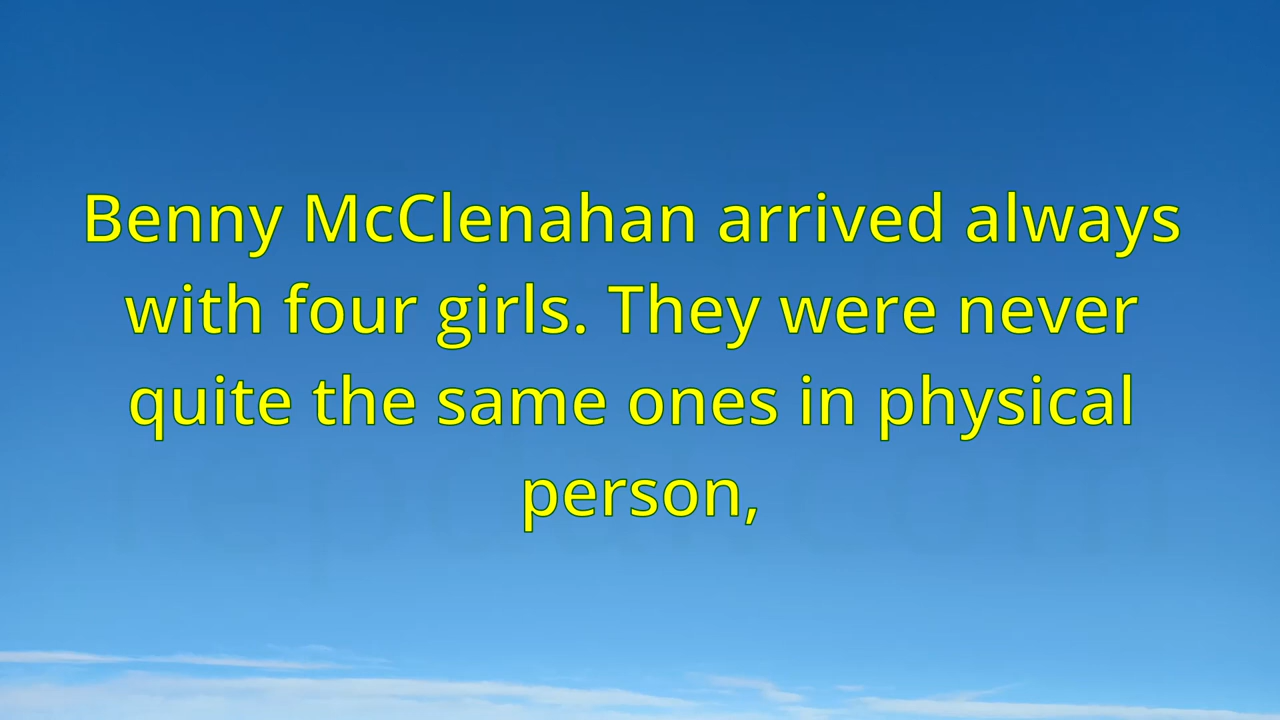 Benny McClenahan arrived always
with four girls. They were never
quite the same ones in physical
person,